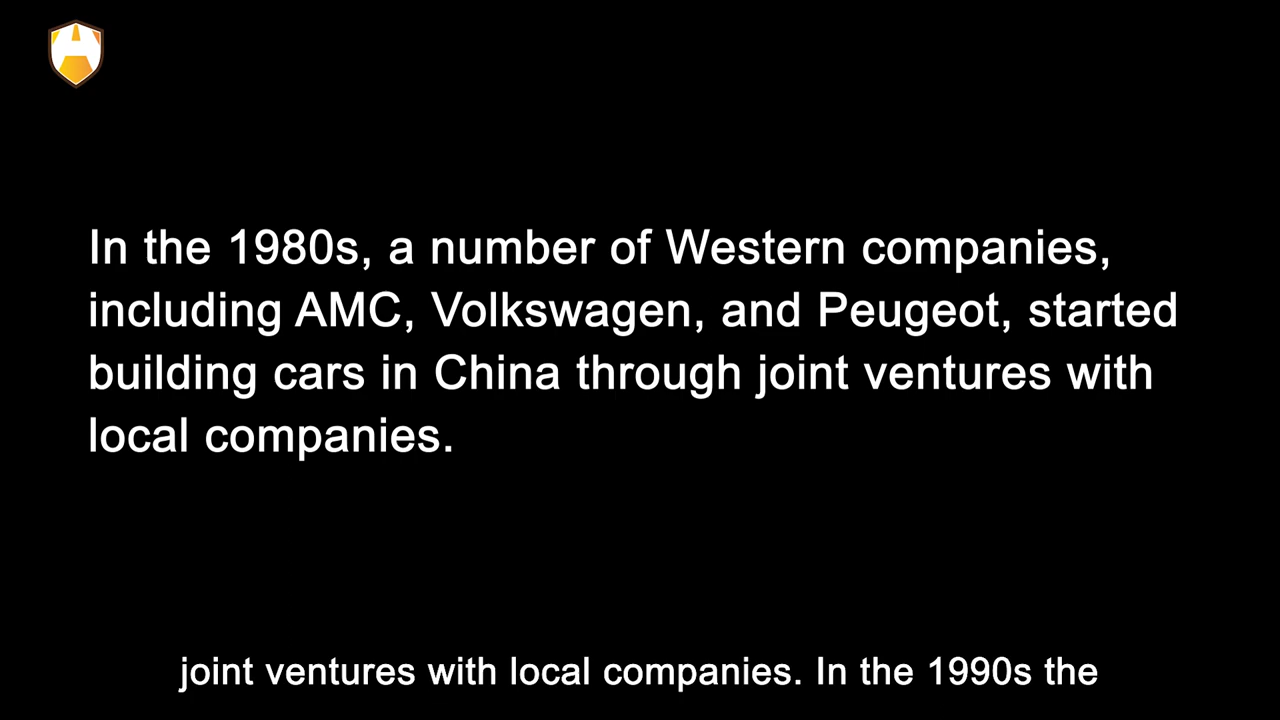 In the 1980s, a number of Western companies,
including AMC, Volkswagen, and Peugeot, started
building cars in China through joint ventures with
local companies.
joint ventures with local companies. In the 1990s the